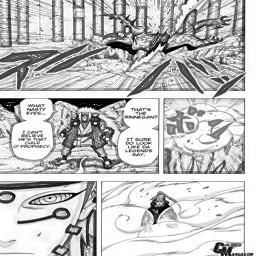 WHAT
NASTY
EYES...
I CAN'T
BELIEVE HE'S
THAT CHILD
O' PROPHECY.
THAT'S
THE
RINNEGAN?
IT SURE
DO LOOK
LIKE DA
LEGENDS
SAY.